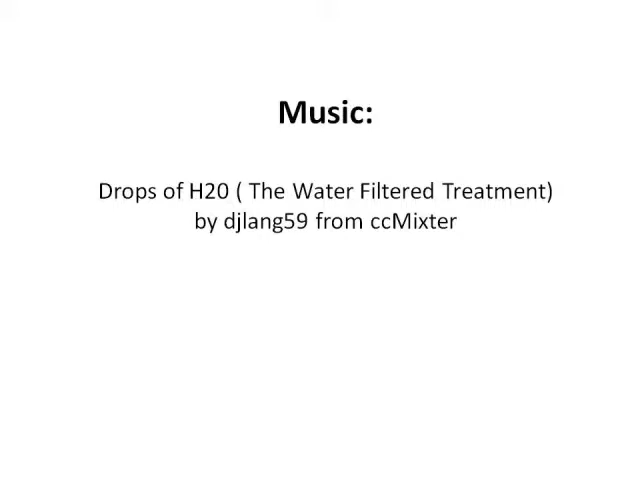 Music:
Drops of H20 ( The Water Filtered Treatment)
by djlang59 from ccMixter